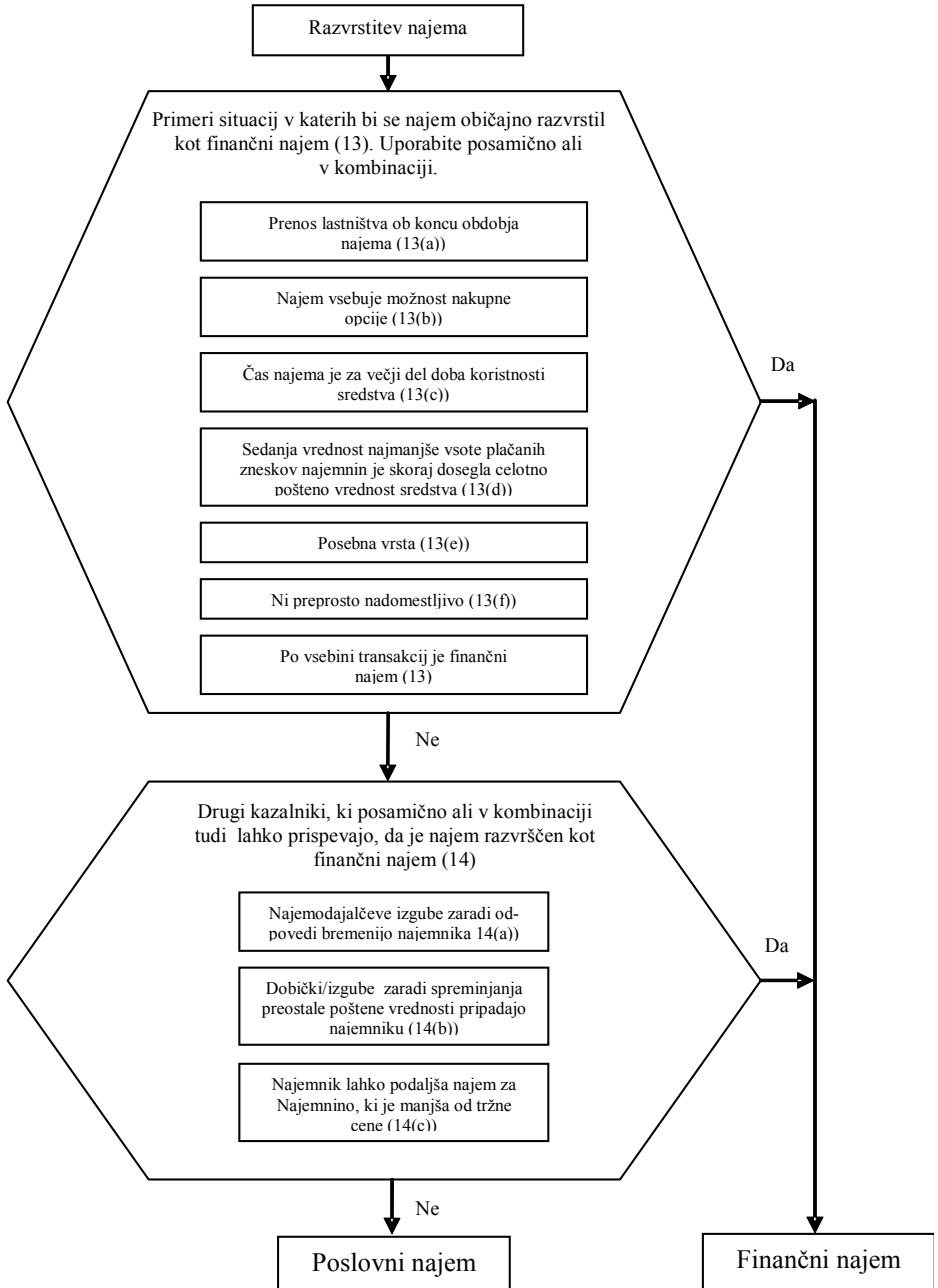 Razvrstitev najema
Primeri situacij v katerih bi se najem običajno razvrstil
kot finančni najem (13). Uporabite posamično ali
v kombinaciji.
Prenos lastništva ob koncu obdobja
najema (13(a))
Najem vsebuje možnost nakupne
opcije (13(b))
Čas najema je za večji del doba koristnosti
sredstva (13(c))
Sedanja vrednost najmanjše vsote plačanih
zneskov najemnin je skoraj dosegla celotno
pošteno vrednost sredstva (13(d))
Posebna vrsta (13(e))
Ni preprosto nadomestljivo (13(f))
Po vsebini transakcij je finančni
najem (13)
Da
Ne
Drugi kazalniki, ki posamično ali v kombinaciji
tudi lahko prispevajo, da je najem razvrščen kot
finančni najem (14)
Najemodajalčeve izgube zaradi od-
povedi bremenijo najemnika 14(a))
Dobički/izgube zaradi spreminjanja
preostale poštene vrednosti pripadajo
najemniku (14(b))
Najemnik lahko podaljša najem za
Najemnino, ki je manjša od tržne
cene (14(c))
Da
Ne
Poslovni najem
Finančni najem